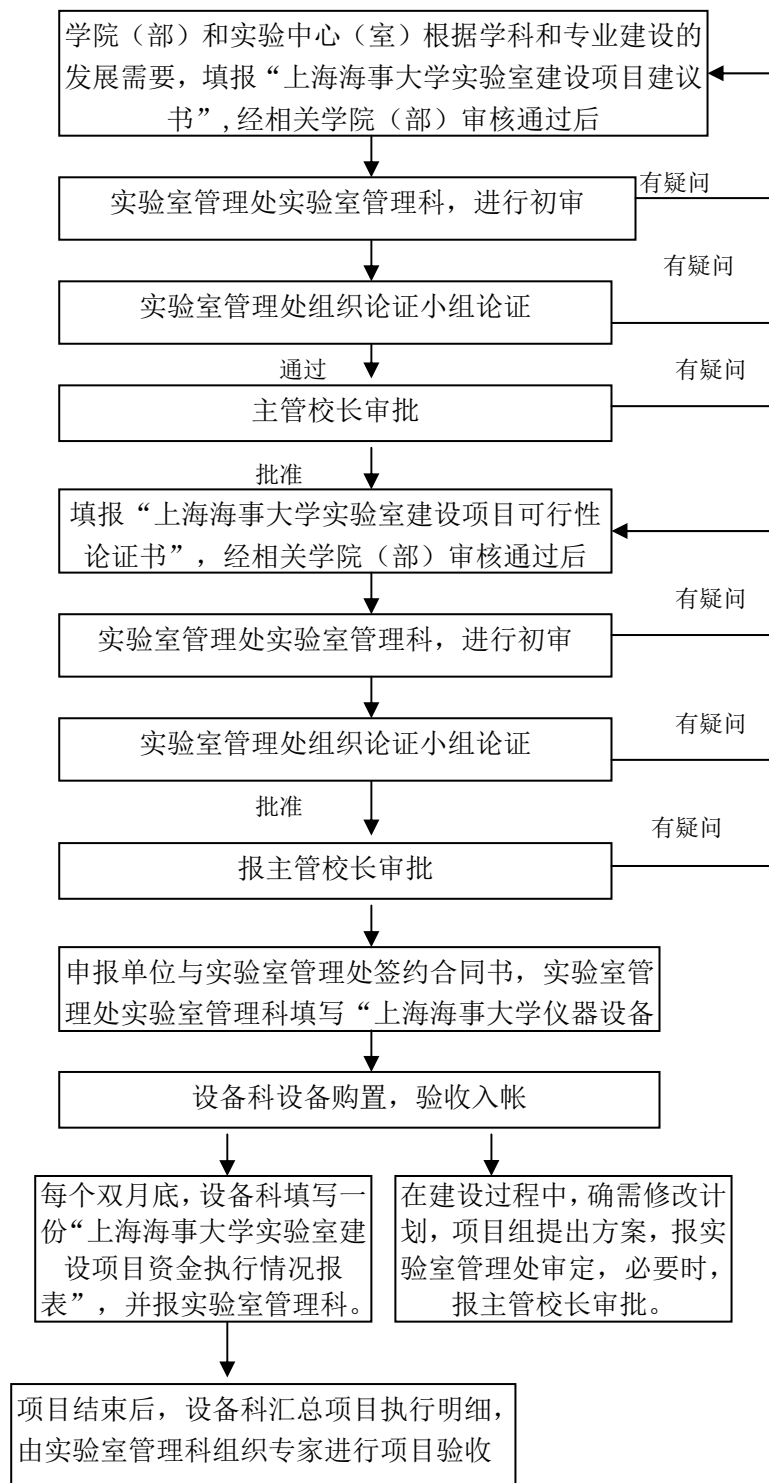 学院（部）和实验中心（室）根据学科和专业建设的
发展需要，填报“上海海事大学实验室建设项目建议
书”,经相关学院（部）审核通过后
实验室管理处实验室管理科，进行初审
有疑问
有疑问
实验室管理处组织论证小组论证
通过
有疑问
主管校长审批
批准
填报“上海海事大学实验室建设项目可行性
论证书”，经相关学院（部）审核通过后
有疑问
实验室管理处实验室管理科，进行初审
有疑问
实验室管理处组织论证小组论证
批准
有疑问
报主管校长审批
申报单位与实验室管理处签约合同书，实验室管
理处实验室管理科填写“上海海事大学仪器设备
设备科设备购置，验收入帐
每个双月底，设备科填写一
份“上海海事大学实验室建
设项目资金执行情况报
表”，并报实验室管理科。
在建设过程中，确需修改计
划，项目组提出方案，报实
验室管理处审定，必要时，
报主管校长审批。
项目结束后，设备科汇总项目执行明细，
由实验室管理科组织专家进行项目验收